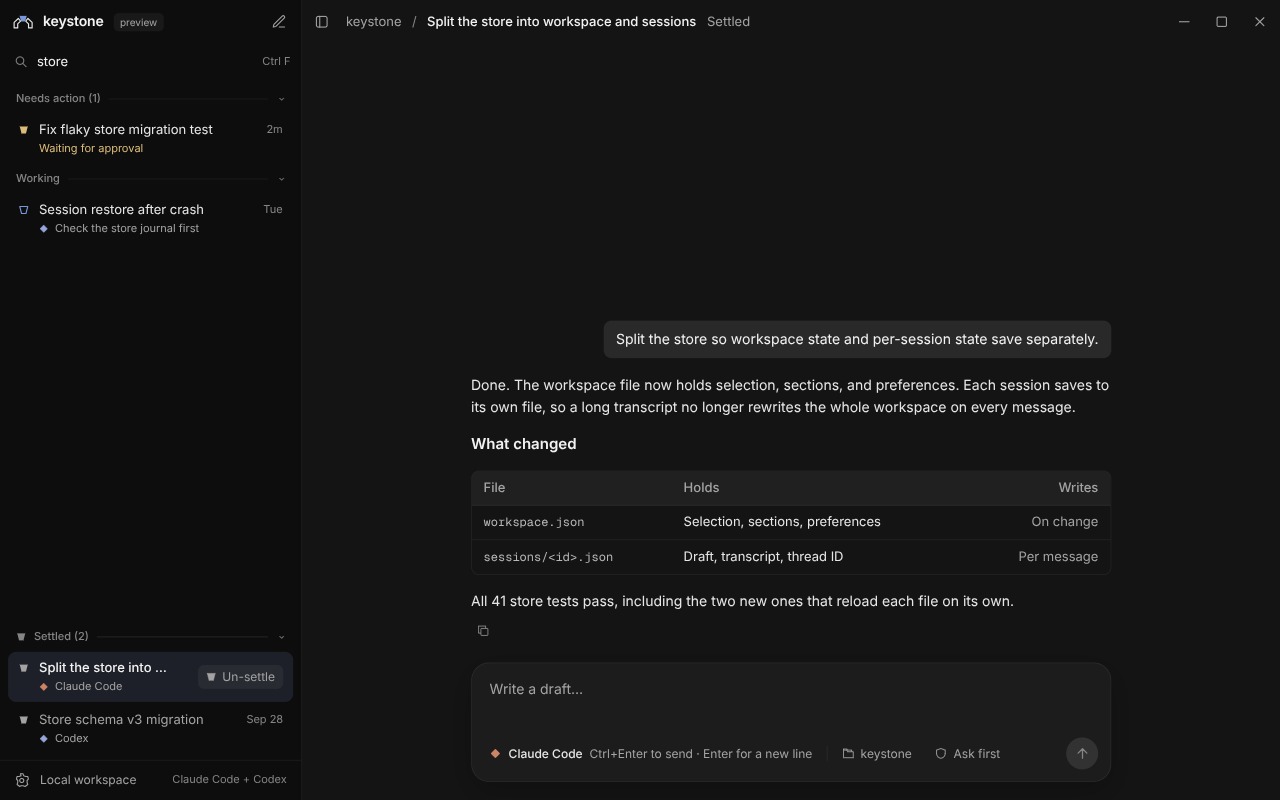 keystone preview
store Ctrl F
Needs action (1)
Fix flaky store migration test 2m
Waiting for approval
Working
Session restore after crash Tue
Check the store journal first
Settled (2)
Split the store into ... Un-settle
Claude Code
Store schema v3 migration Sep 28
Codex
Local workspace Claude Code + Codex
keystone / Split the store into workspace and sessions Settled
Split the store so workspace state and per-session state save separately.
Done. The workspace file now holds selection, sections, and preferences. Each session saves to
its own file, so a long transcript no longer rewrites the whole workspace on every message.
What changed
File Holds Writes
workspace.json Selection, sections, preferences On change
sessions/<id>.json Draft, transcript, thread ID Per message
All 41 store tests pass, including the two new ones that reload each file on its own.
Write a draft...
Claude Code Ctrl+Enter to send · Enter for a new line keystone Ask first